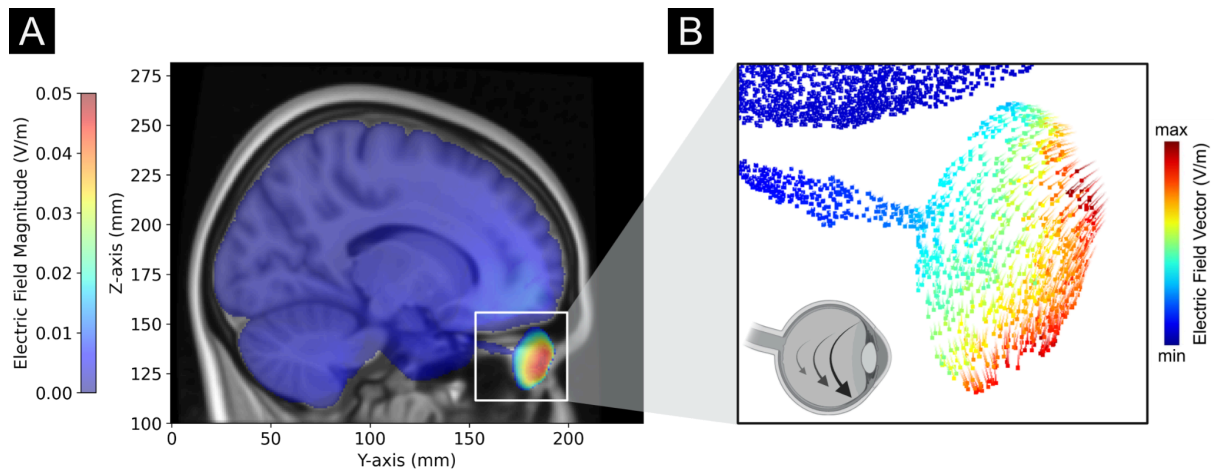 A
B
Electric Field Magnitude (V/m)
0.05
0.04
0.03
0.02
0.01
0.00
Z-axis (mm)
275
250
225
200
175
150
125
100
0
50
100
150
200
Y-axis (mm)
max
min
Electric Field Vector (V/m)